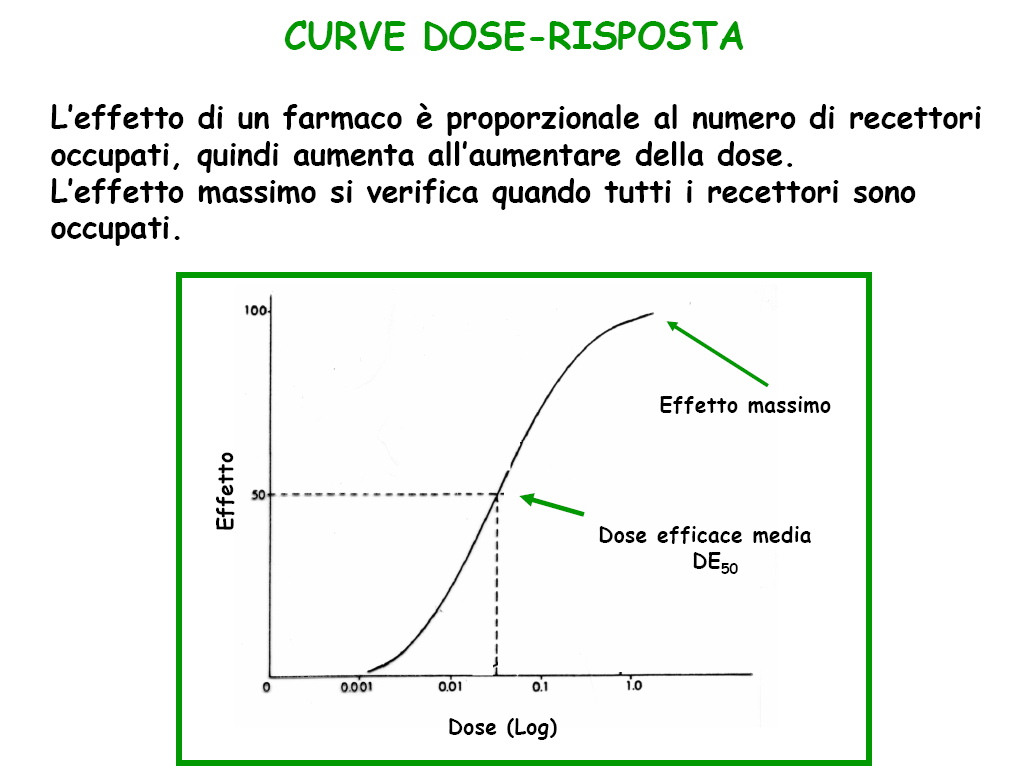 CURVE DOSE-RISPOSTA
L'effetto di un farmaco è proporzionale al numero di recettori
occupati, quindi aumenta all'aumentare della dose.
L'effetto massimo si verifica quando tutti i recettori sono
occupati.
100
Effetto massimo
Effetto
50
Dose efficace media
DE50
0 0.001 0.01 0.1 1.0
Dose (Log)